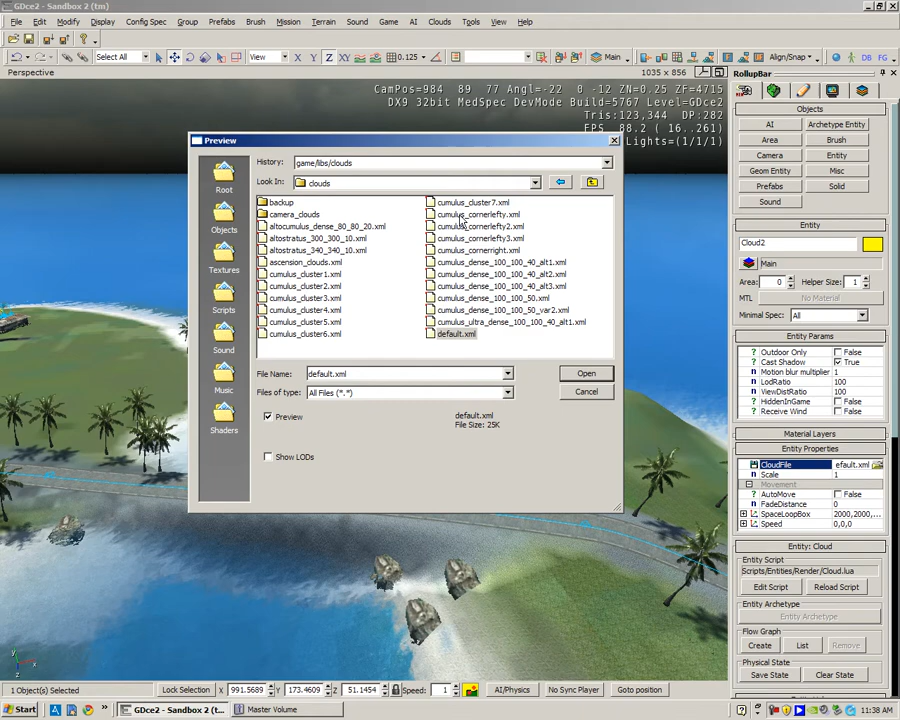 GDce2 - Sandbox 2 (tm)
File Edit Modify Display Config Spec Group Prefabs Brush Mission Terrain Sound Game AI Clouds Tools View Help
Select All View X Y Z XY 0.125 Main Align/Snap DB FG
Perspective 1035 x 856
RollupBar
CamPos=984 89 77 Angl=-22 0 -12 ZN=0.25 ZF=4715
DX9 32bit MedSpec DevMode Build=5767 Level=GDce2
Tris:123,344 DP:282
FPS 88.2 ( 16..261)
(1/1/1)
Preview
History: game/libs/clouds
Look In: clouds
Root
Objects
Textures
Scripts
Sound
Music
Shaders
backup
camera_clouds
altocumulus_dense_80_80_20.xml
altostratus_300_300_10.xml
altostratus_340_340_10.xml
ascension_clouds.xml
cumulus_cluster1.xml
cumulus_cluster2.xml
cumulus_cluster3.xml
cumulus_cluster4.xml
cumulus_cluster5.xml
cumulus_cluster6.xml
cumulus_cluster7.xml
cumulus_cornerlefty.xml
cumulus_cornerlefty2.xml
cumulus_cornerlefty3.xml
cumulus_cornerright.xml
cumulus_dense_100_100_40_alt1.xml
cumulus_dense_100_100_40_alt2.xml
cumulus_dense_100_100_40_alt3.xml
cumulus_dense_100_100_50.xml
cumulus_dense_100_100_50_var2.xml
cumulus_ultra_dense_100_100_40_alt1.xml
default.xml
File Name: default.xml Open
Files of type: All Files (*.*) Cancel
Preview
default.xml
File Size: 25K
Show LODs
Objects
AI Archetype Entity
Area Brush
Camera Entity
Geom Entity Misc
Prefabs Solid
Sound
Entity
Cloud2
Main
Area: 0 Helper Size: 1
MTL No Material
Minimal Spec: All
Entity Params
Outdoor Only False
Cast Shadow True
Motion blur multiplier 1
LodRatio 100
ViewDistRatio 100
HiddenInGame False
Receive Wind False
Material Layers
Entity Properties
CloudFile efault.xml
Scale 1
Movement
AutoMove False
FadeDistance 0
SpaceLoopBox 2000,2000,...
Speed 0,0,0
Entity: Cloud
Entity Script
Scripts/Entities/Render/Cloud.lua
Edit Script Reload Script
Entity Archetype
Entity Archetype
Flow Graph
Create List Remove
Physical State
Save State Clear State
1 Object(s) Selected Lock Selection X 991.5689 Y 173.4609 Z 51.1454 Speed: 1 AI/Physics No Sync Player Goto position
Start GDce2 - Sandbox 2 (t... Master Volume 11:38 AM